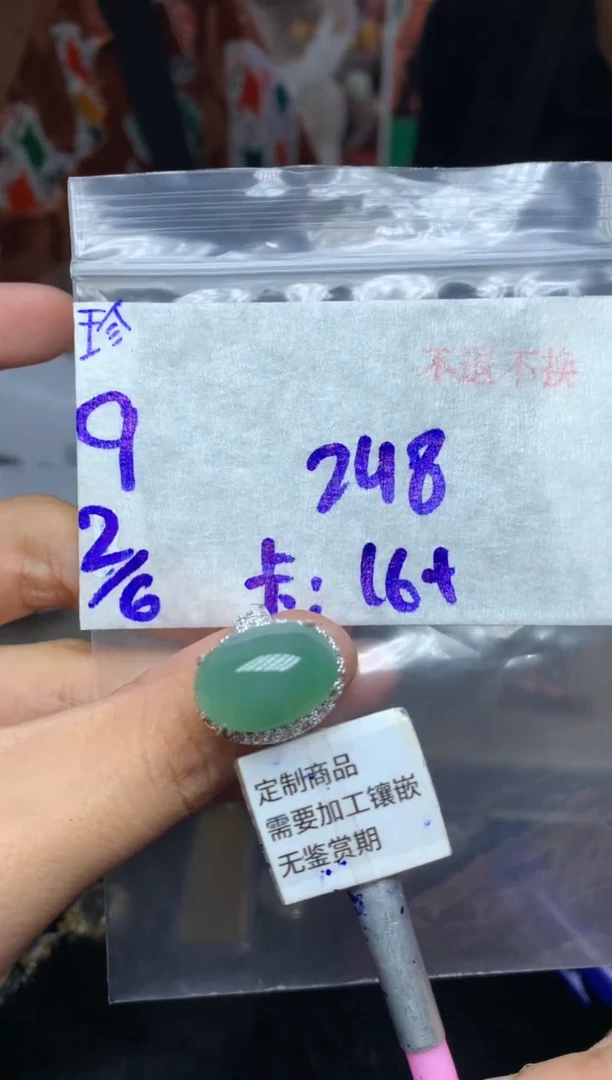 珍
不退不换
9
248
2/6
卡: 16+
定制商品
需要加工镶嵌
无鉴赏期